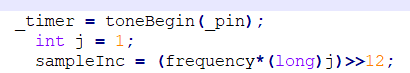 _timer = toneBegin(_pin);
int j = 1;
sampleInc = (frequency*(long)j)>>12;